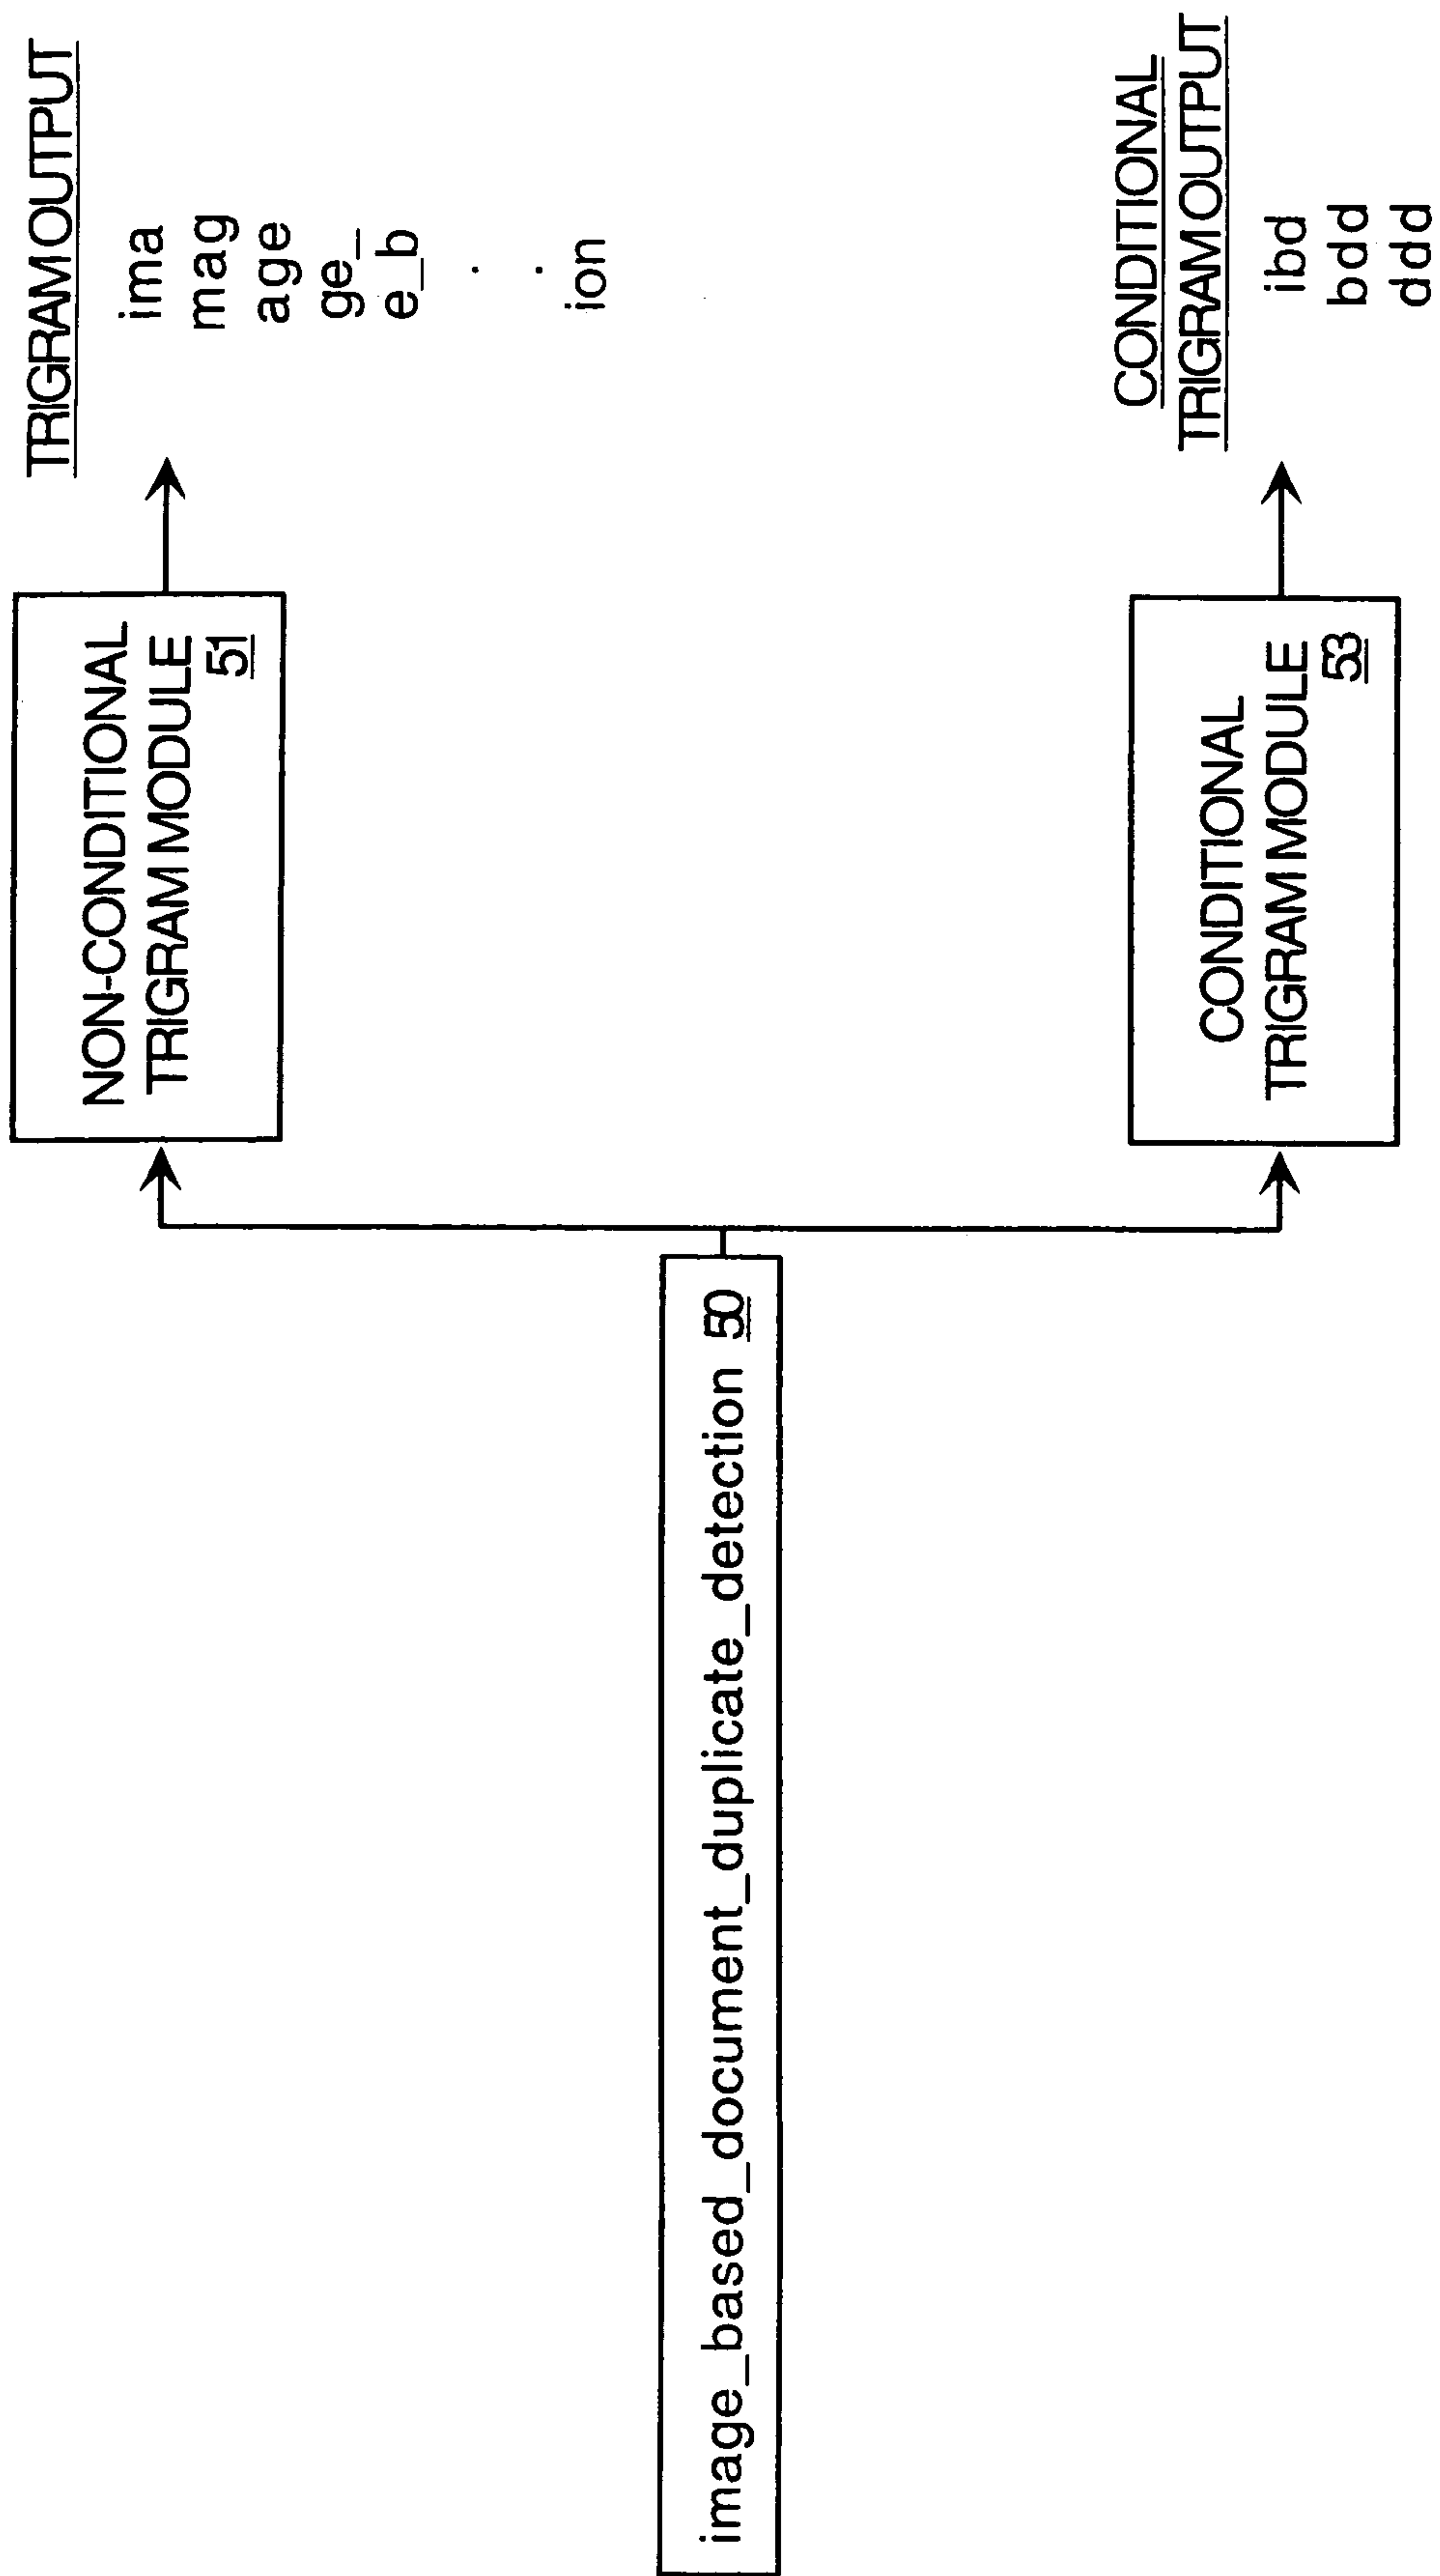 image_based_document_duplicate_detection 50
NON-CONDITIONAL
TRIGRAM MODULE
51
TRIGRAM OUTPUT
ima
mag
age
ge_
e_b
.
.
ion
CONDITIONAL
TRIGRAM MODULE
53
CONDITIONAL
TRIGRAM OUTPUT
ibd
bdd
ddd